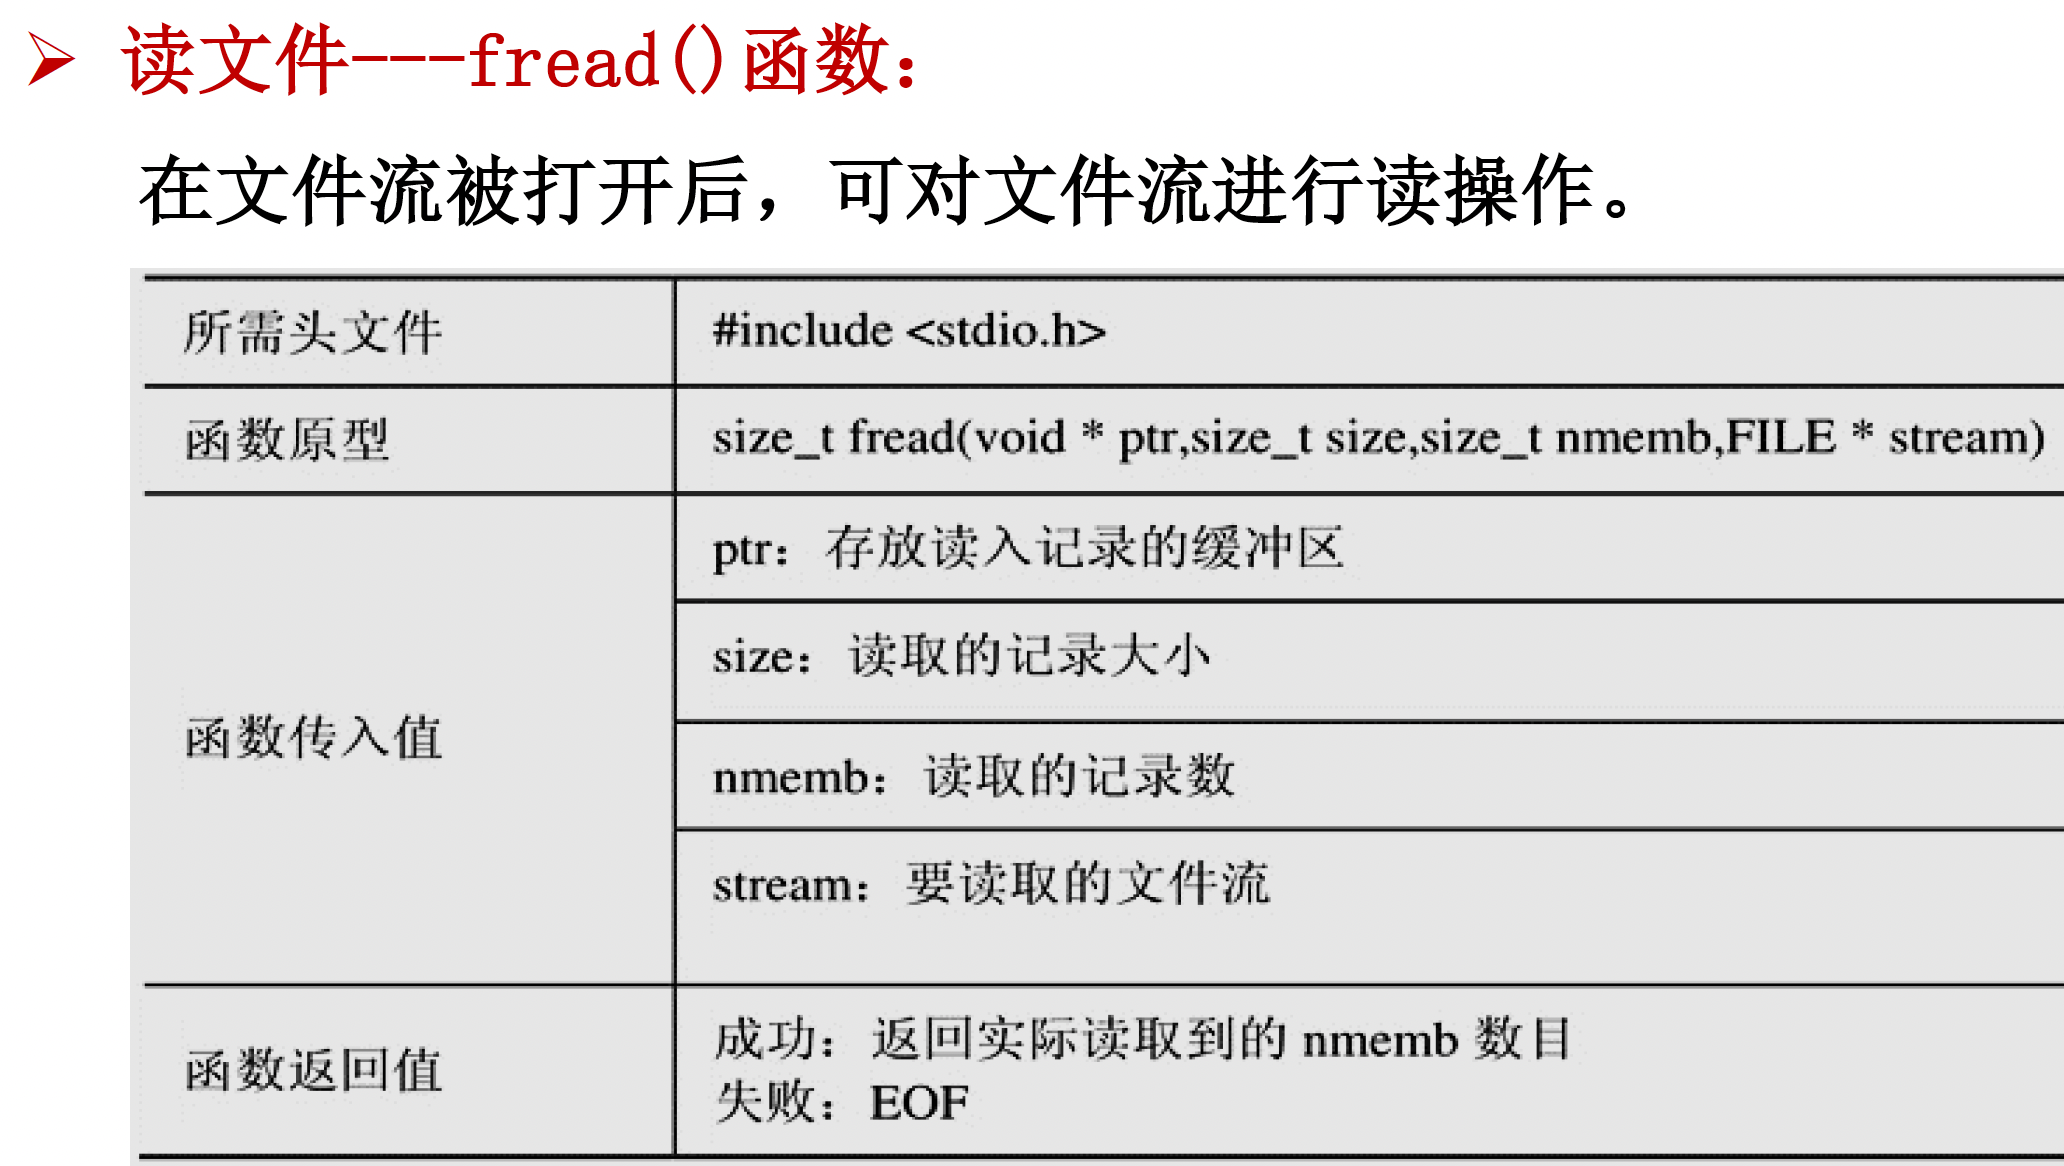 读文件---fread()函数：
在文件流被打开后，可对文件流进行读操作。
所需头文件 #include <stdio.h>
函数原型 size_t fread(void * ptr,size_t size,size_t nmemb,FILE * stream)
函数传入值
ptr：存放读入记录的缓冲区
size：读取的记录大小
nmemb：读取的记录数
stream：要读取的文件流
函数返回值
成功：返回实际读取到的 nmemb 数目
失败：EOF